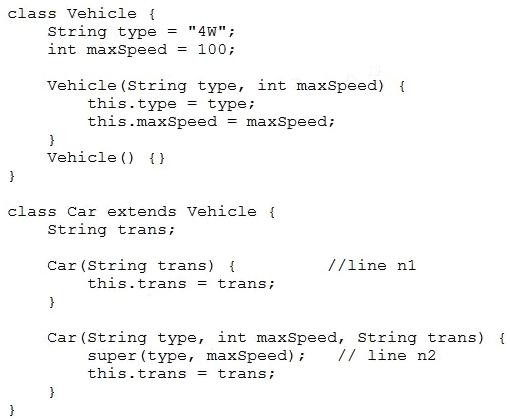 class Vehicle {
    String type = "4W";
    int maxSpeed = 100;

    Vehicle(String type, int maxSpeed) {
        this.type = type;
        this.maxSpeed = maxSpeed;
    }
    Vehicle() {}
}

class Car extends Vehicle {
    String trans;

    Car(String trans) {         //line n1
        this.trans = trans;
    }

    Car(String type, int maxSpeed, String trans) {
        super(type, maxSpeed);   // line n2
        this.trans = trans;
    }
}